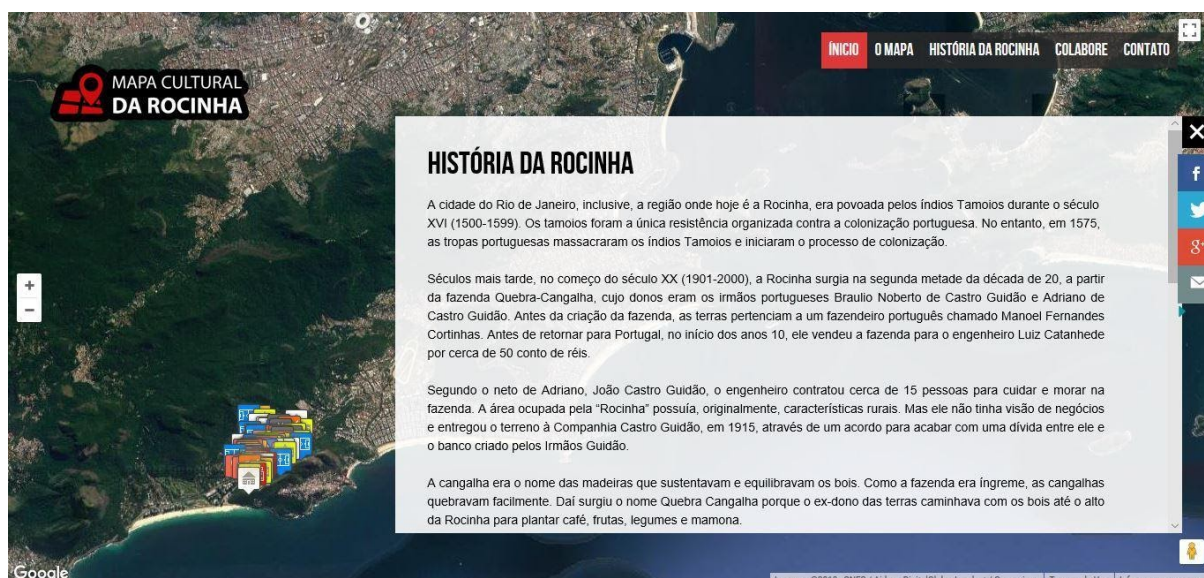 MAPA CULTURAL
DA ROCINHA
ÍNICIO O MAPA HISTÓRIA DA ROCINHA COLABORE CONTATO
HISTÓRIA DA ROCINHA
A cidade do Rio de Janeiro, inclusive, a região onde hoje é a Rocinha, era povoada pelos índios Tamoios durante o século
XVI (1500-1599). Os tamoios foram a única resistência organizada contra a colonização portuguesa. No entanto, em 1575,
as tropas portuguesas massacraram os índios Tamoios e iniciaram o processo de colonização.
Séculos mais tarde, no começo do século XX (1901-2000), a Rocinha surgia na segunda metade da década de 20, a partir
da fazenda Quebra-Cangalha, cujo donos eram os irmãos portugueses Braulio Noberto de Castro Guidão e Adriano de
Castro Guidão. Antes da criação da fazenda, as terras pertenciam a um fazendeiro português chamado Manoel Fernandes
Cortinhas. Antes de retornar para Portugal, no início dos anos 10, ele vendeu a fazenda para o engenheiro Luiz Catanhede
por cerca de 50 conto de réis.
Segundo o neto de Adriano, João Castro Guidão, o engenheiro contratou cerca de 15 pessoas para cuidar e morar na
fazenda. A área ocupada pela “Rocinha” possuía, originalmente, características rurais. Mas ele não tinha visão de negócios
e entregou o terreno à Companhia Castro Guidão, em 1915, através de um acordo para acabar com uma dívida entre ele e
o banco criado pelos Irmãos Guidão.
A cangalha era o nome das madeiras que sustentavam e equilibravam os bois. Como a fazenda era íngreme, as cangalhas
quebravam facilmente. Daí surgiu o nome Quebra Cangalha porque o ex-dono das terras caminhava com os bois até o alto
da Rocinha para plantar café, frutas, legumes e mamona.
Google